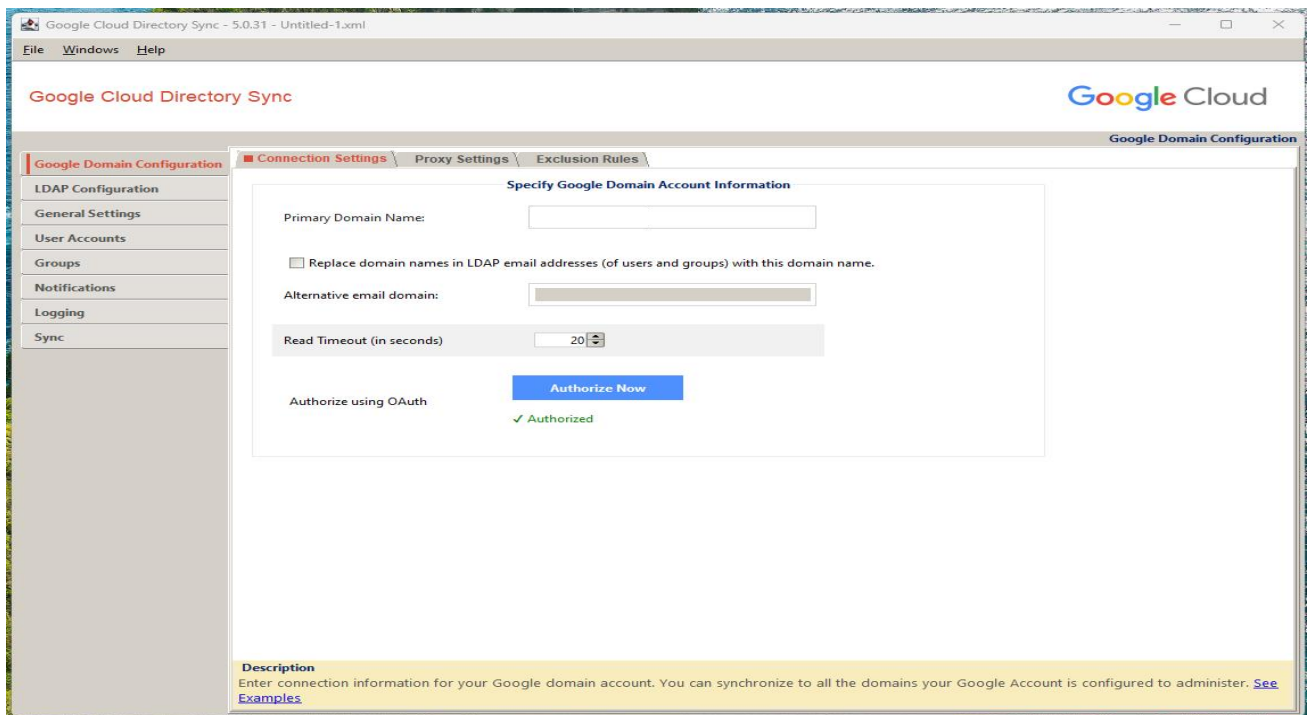 Google Cloud Directory Sync - 5.0.31 - Untitled-1.xml
File Windows Help
Google Cloud Directory Sync
Google Cloud
Google Domain Configuration
Google Domain Configuration
LDAP Configuration
General Settings
User Accounts
Groups
Notifications
Logging
Sync
Connection Settings Proxy Settings Exclusion Rules
Specify Google Domain Account Information
Primary Domain Name:
Replace domain names in LDAP email addresses (of users and groups) with this domain name.
Alternative email domain:
Read Timeout (in seconds) 20
Authorize using OAuth
Authorize Now
✓ Authorized
Description
Enter connection information for your Google domain account. You can synchronize to all the domains your Google Account is configured to administer. See
Examples